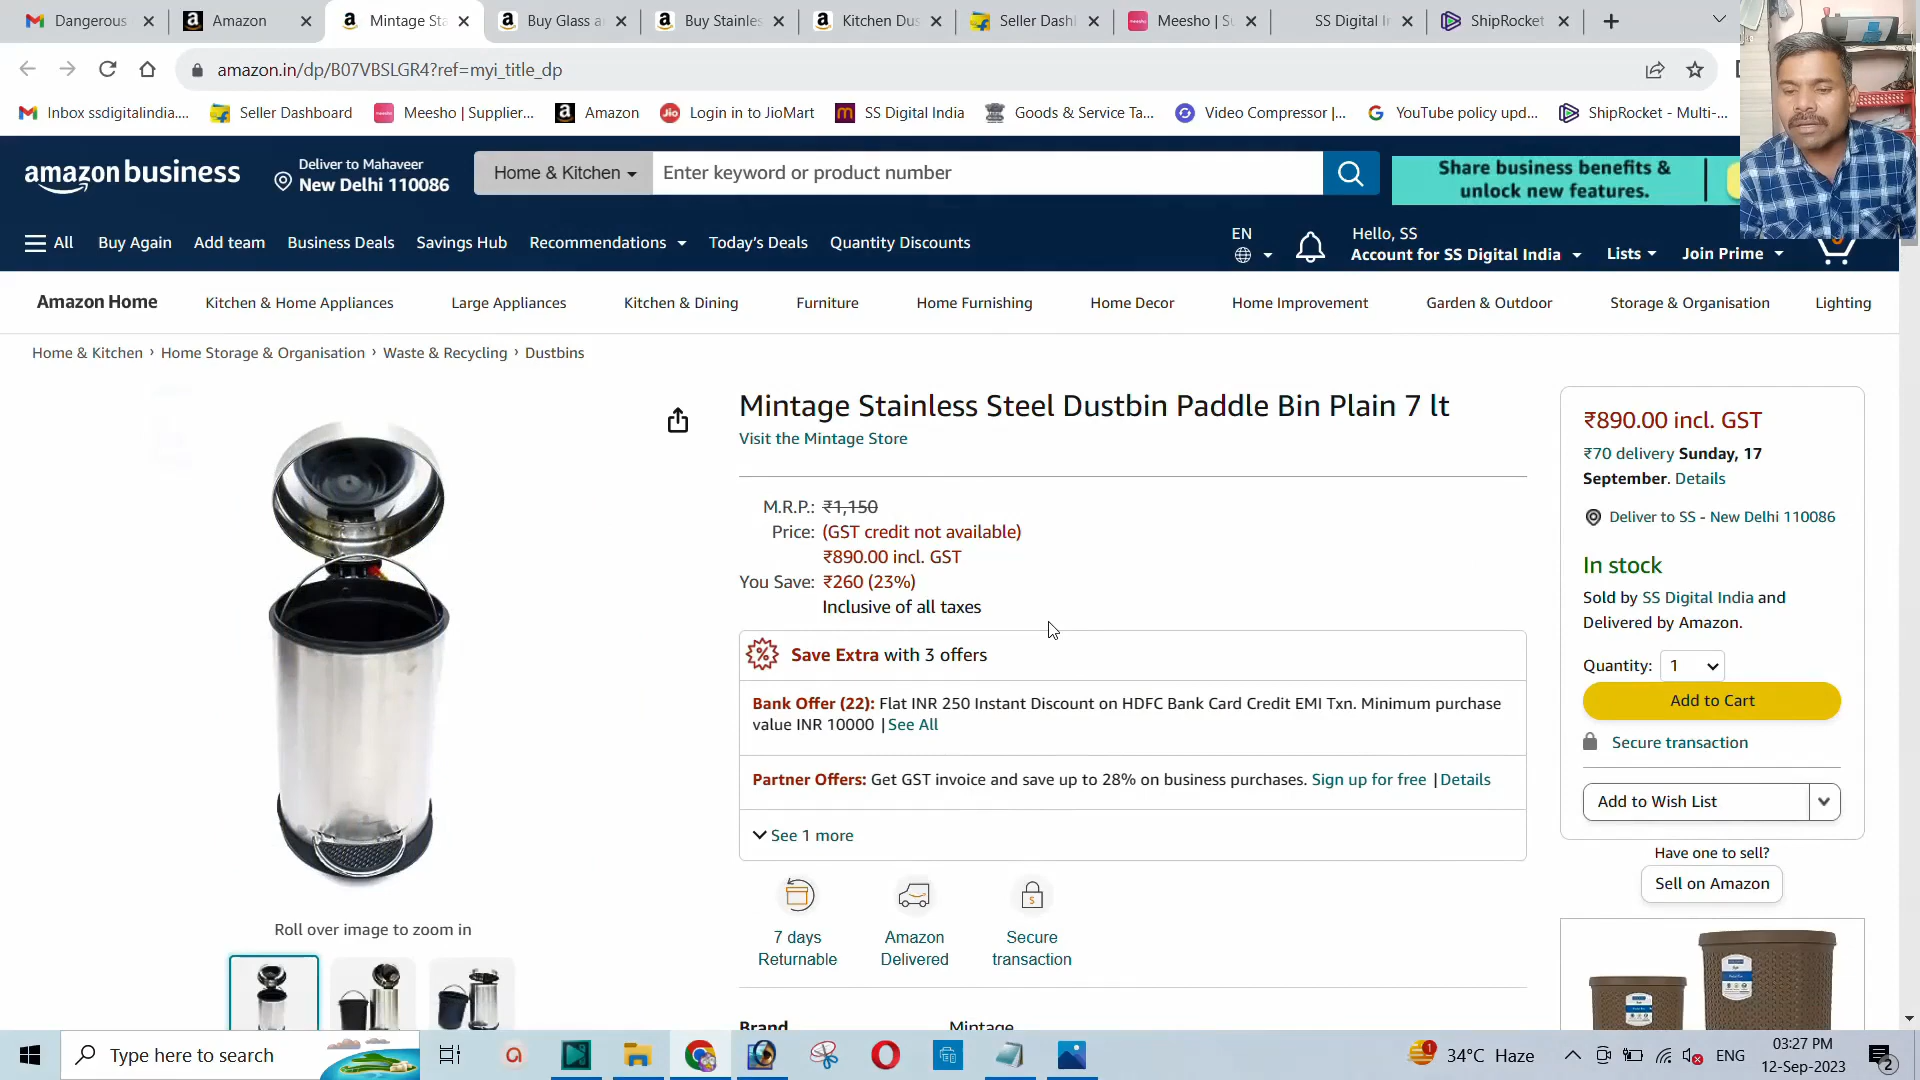 Dangerous
Amazon
Mintage Sta
Buy Glass a
Buy Stainles
Kitchen Dus
Seller Dash
Meesho | Su
SS Digital I
ShipRocket
amazon.in/dp/B07VBSLGR4?ref=myi_title_dp
Inbox ssdigitalindia....
Seller Dashboard
Meesho | Supplier...
Amazon
Login in to JioMart
SS Digital India
Goods & Service Ta...
Video Compressor |...
YouTube policy upd...
ShipRocket - Multi-...
amazon business
Deliver to Mahaveer
New Delhi 110086
Home & Kitchen
Enter keyword or product number
Share business benefits &
unlock new features.
All
Buy Again
Add team
Business Deals
Savings Hub
Recommendations
Today's Deals
Quantity Discounts
EN
Hello, SS
Account for SS Digital India
Lists
Join Prime
Amazon Home
Kitchen & Home Appliances
Large Appliances
Kitchen & Dining
Furniture
Home Furnishing
Home Decor
Home Improvement
Garden & Outdoor
Storage & Organisation
Lighting
Home & Kitchen › Home Storage & Organisation › Waste & Recycling › Dustbins
Mintage Stainless Steel Dustbin Paddle Bin Plain 7 lt
Visit the Mintage Store
M.R.P.: ₹1,150
Price: (GST credit not available)
₹890.00 incl. GST
You Save: ₹260 (23%)
Inclusive of all taxes
Save Extra with 3 offers
Bank Offer (22): Flat INR 250 Instant Discount on HDFC Bank Card Credit EMI Txn. Minimum purchase
value INR 10000 | See All
Partner Offers: Get GST invoice and save up to 28% on business purchases. Sign up for free | Details
See 1 more
7 days
Returnable
Amazon
Delivered
Secure
transaction
Brand Mintage
Roll over image to zoom in
₹890.00 incl. GST
₹70 delivery Sunday, 17
September. Details
Deliver to SS - New Delhi 110086
In stock
Sold by SS Digital India and
Delivered by Amazon.
Quantity: 1
Add to Cart
Secure transaction
Add to Wish List
Have one to sell?
Sell on Amazon
Type here to search
1
34°C Haze
ENG
03:27 PM
12-Sep-2023
2